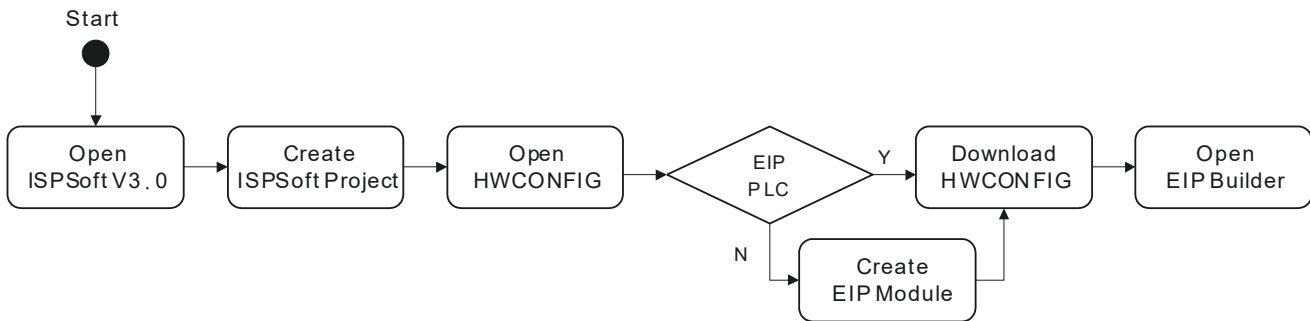 Start
Open
ISPSoft V3.0
Create
ISPSoft Project
Open
HWCONFIG
EIP
PLC
Y
Download
HWCONFIG
Open
EIP Builder
N
Create
EIP Module